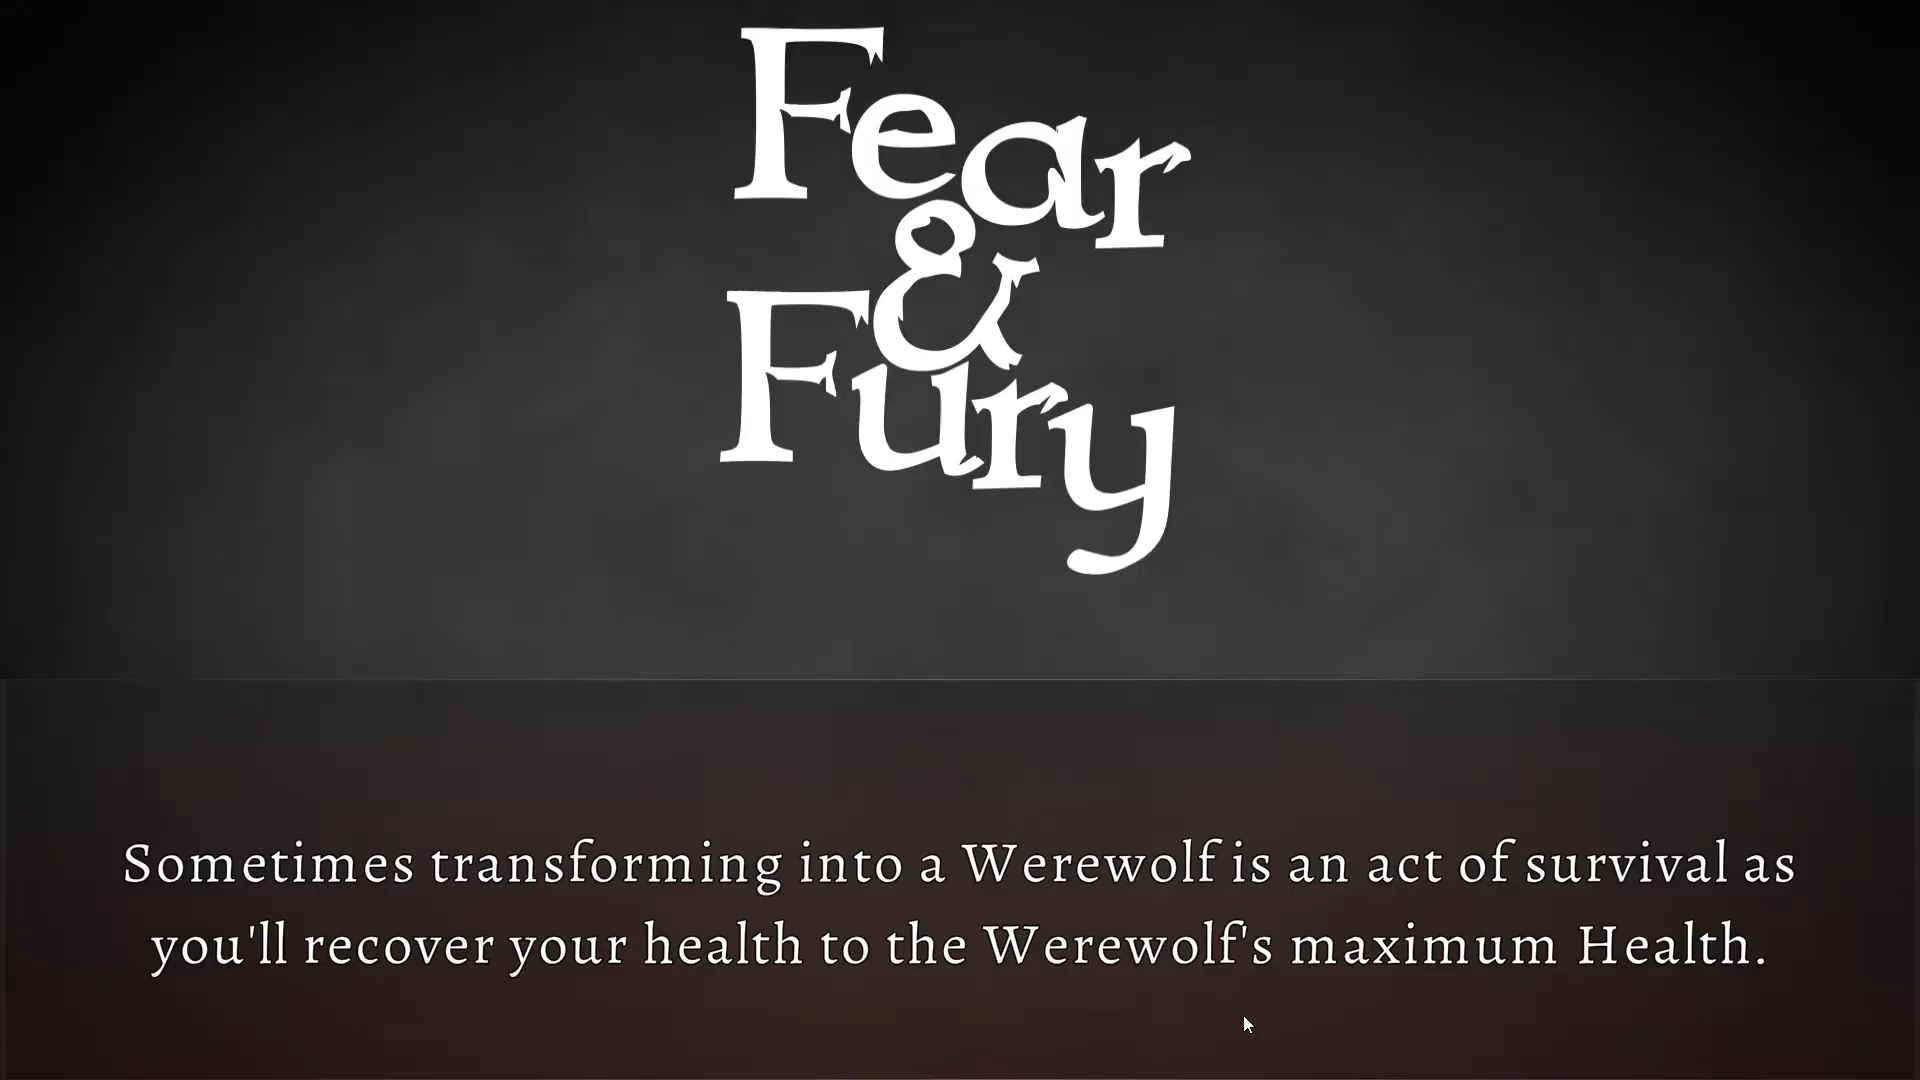 Fear
&
Fury
Sometimes transforming into a Werewolf is an act of survival as
you'll recover your health to the Werewolf's maximum Health.